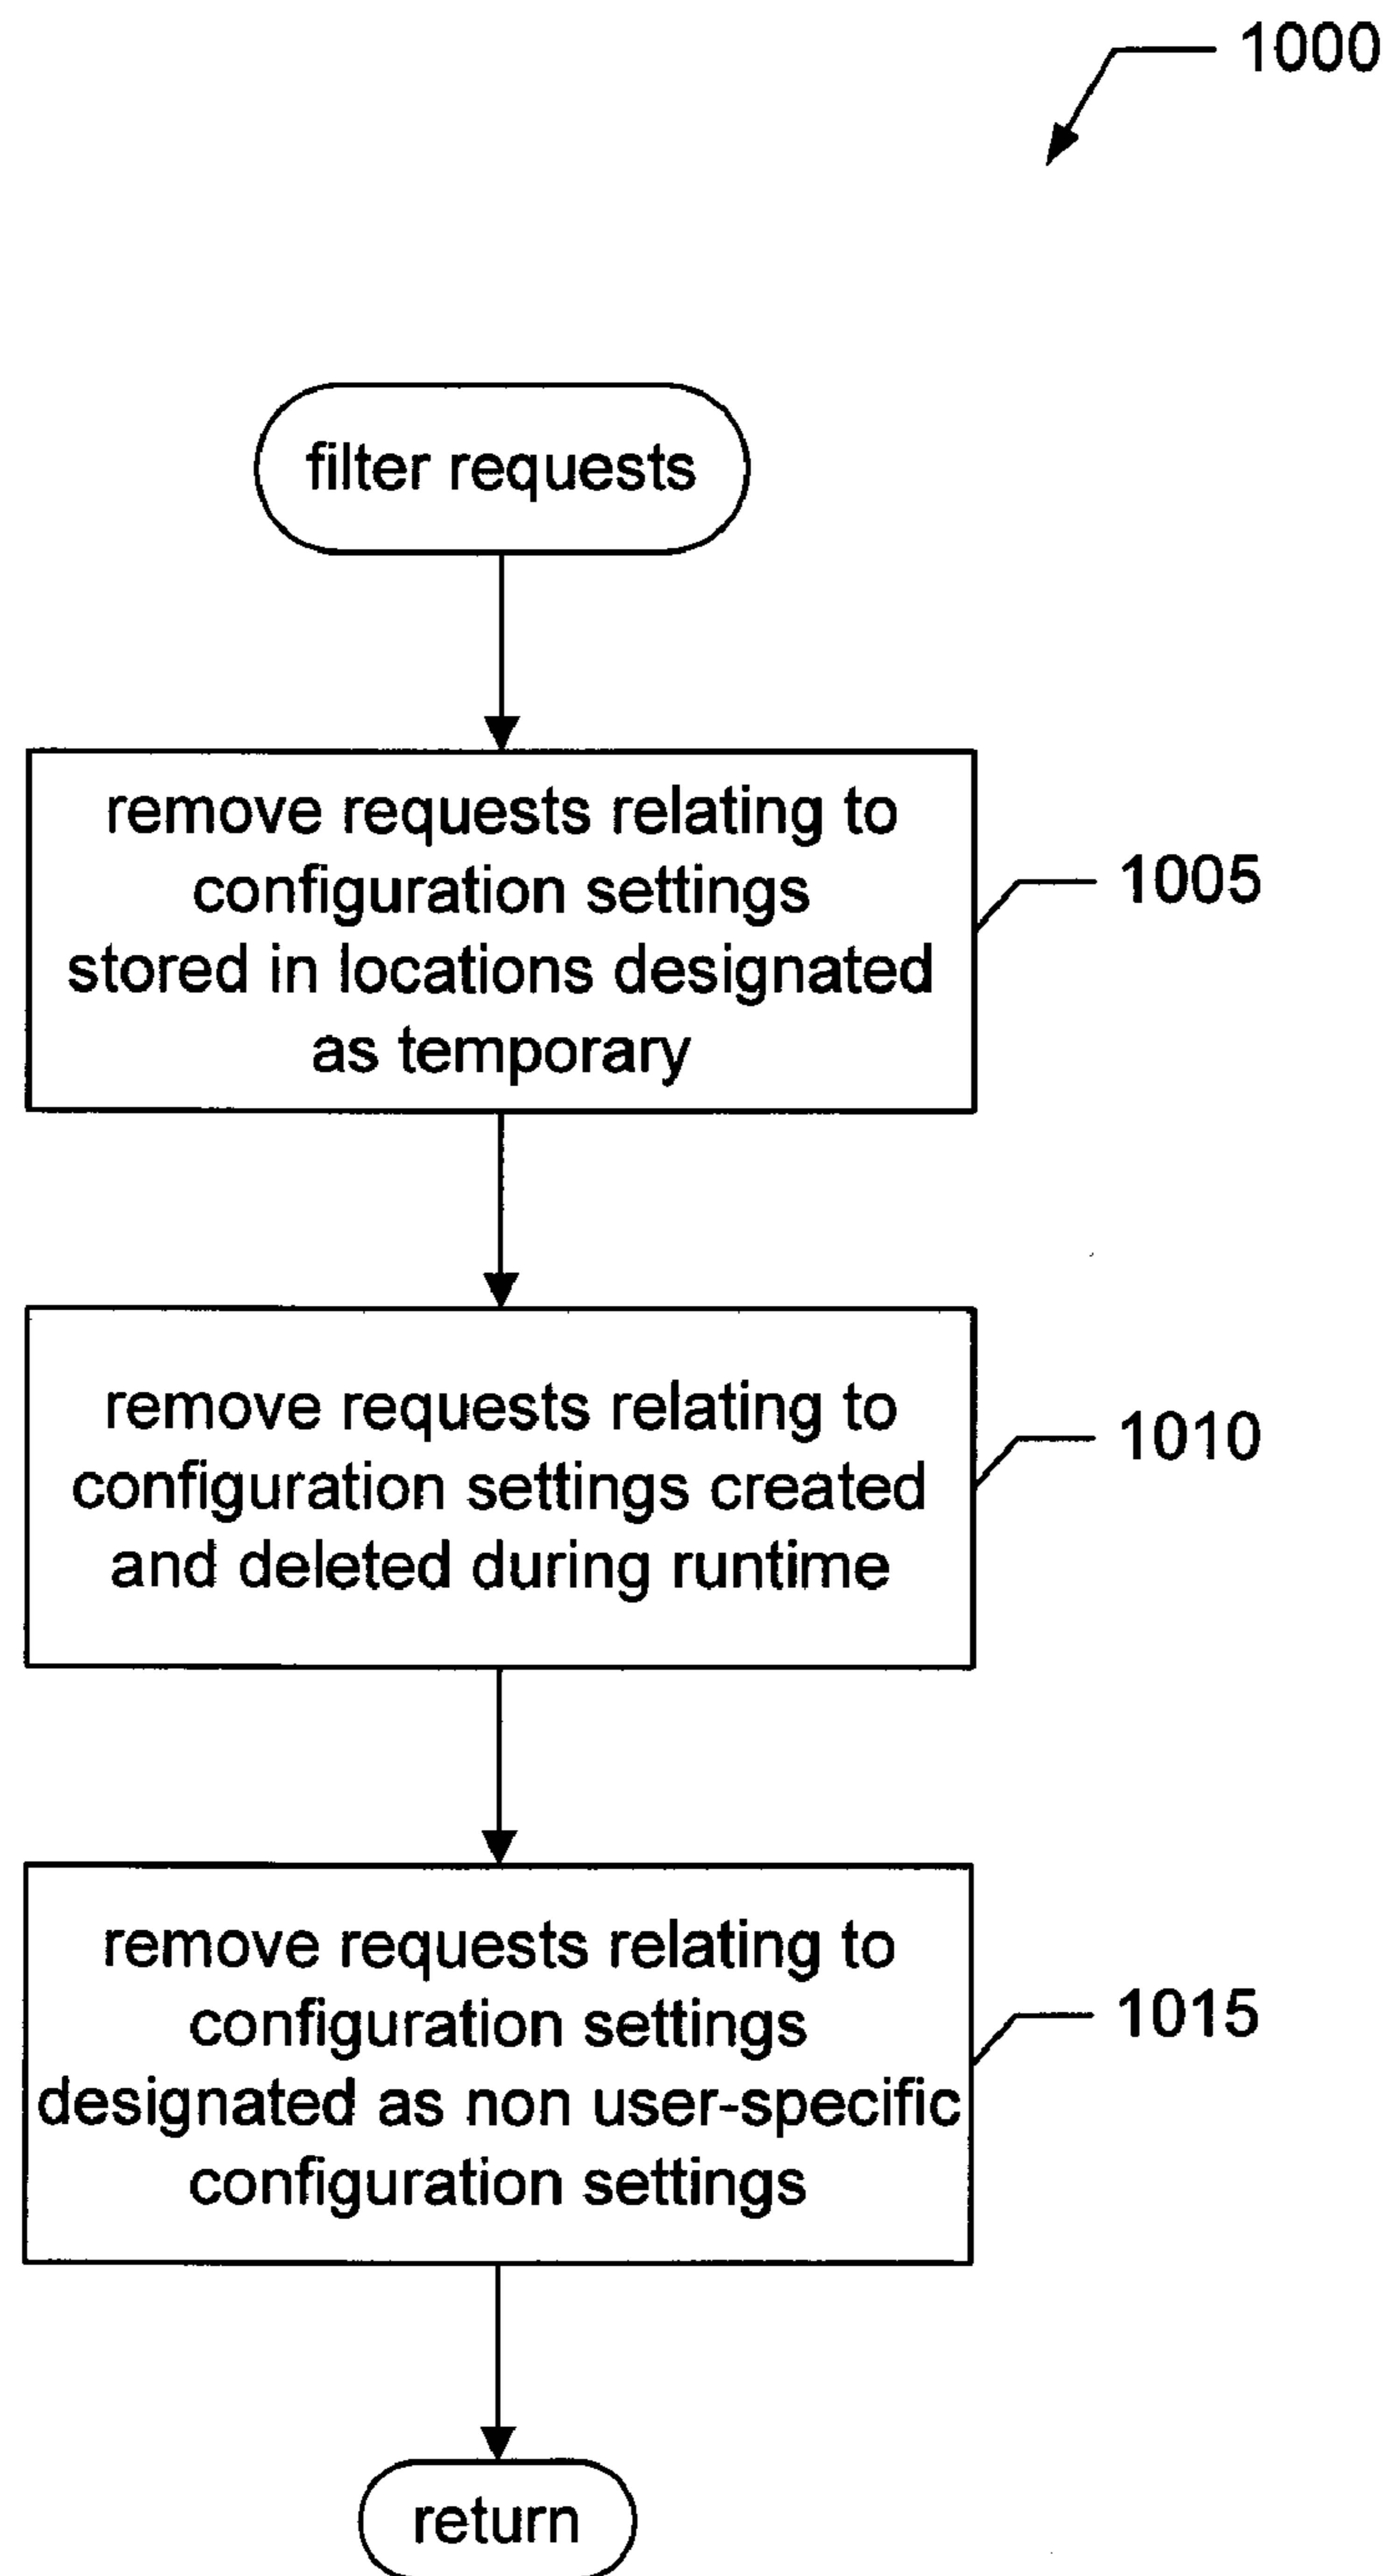 1000
filter requests
remove requests relating to
configuration settings
stored in locations designated
as temporary
1005
remove requests relating to
configuration settings created
and deleted during runtime
1010
remove requests relating to
configuration settings
designated as non user-specific
configuration settings
1015
return